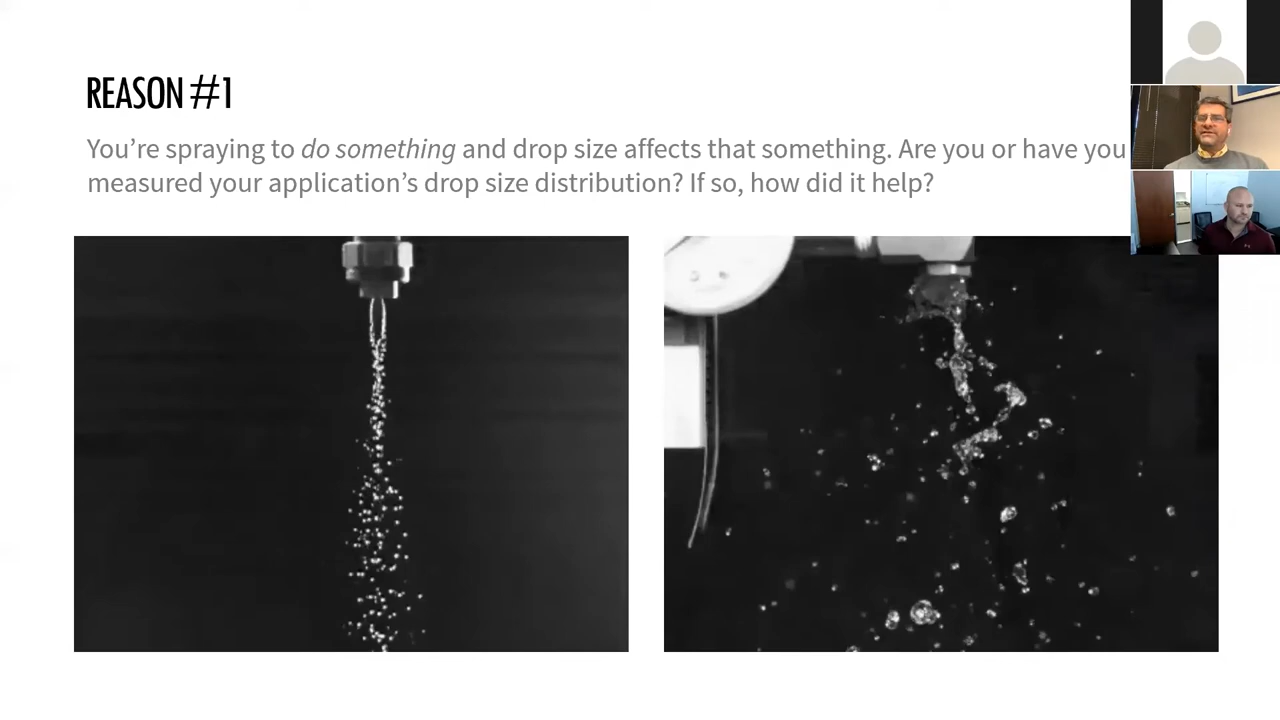 REASON #1
You’re spraying to do something and drop size affects that something. Are you or have you
measured your application’s drop size distribution? If so, how did it help?